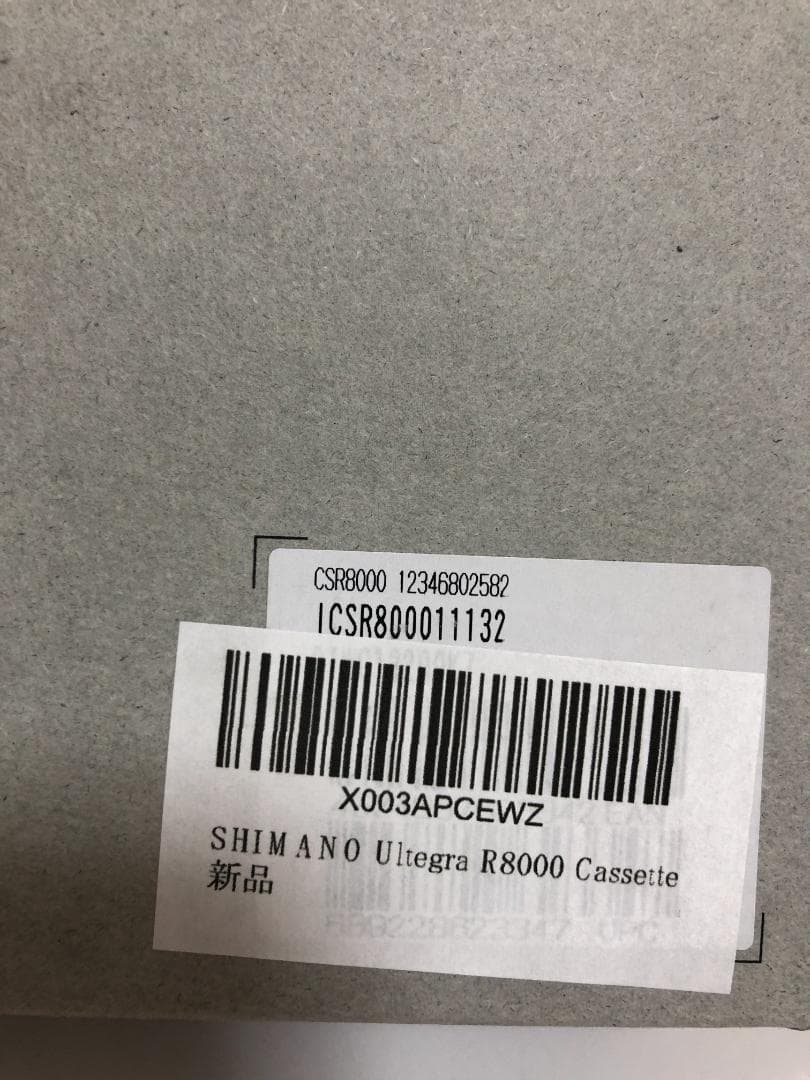 CSR8000 12346802582
ICSR800011132
X003APCEWZ
SHIMANO Ultegra R8000 Cassette
新品